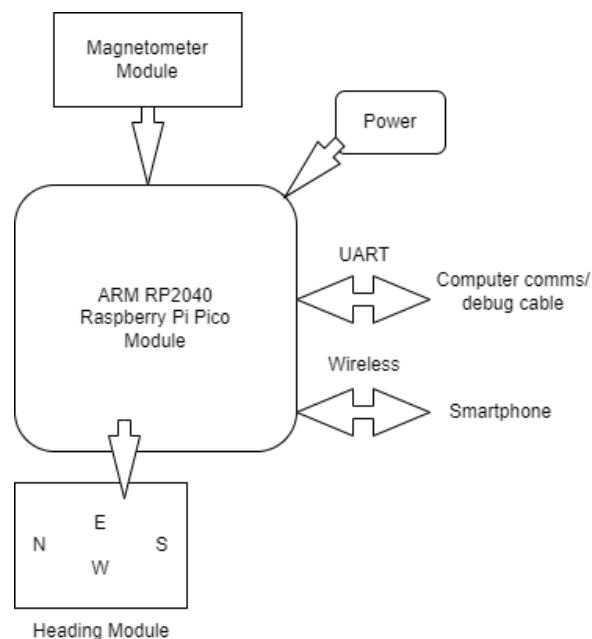 Magnetometer
Module
Power
UART
Computer comms/
debug cable
ARM RP2040
Raspberry Pi Pico
Module
Wireless
Smartphone
E
N S
W
Heading Module